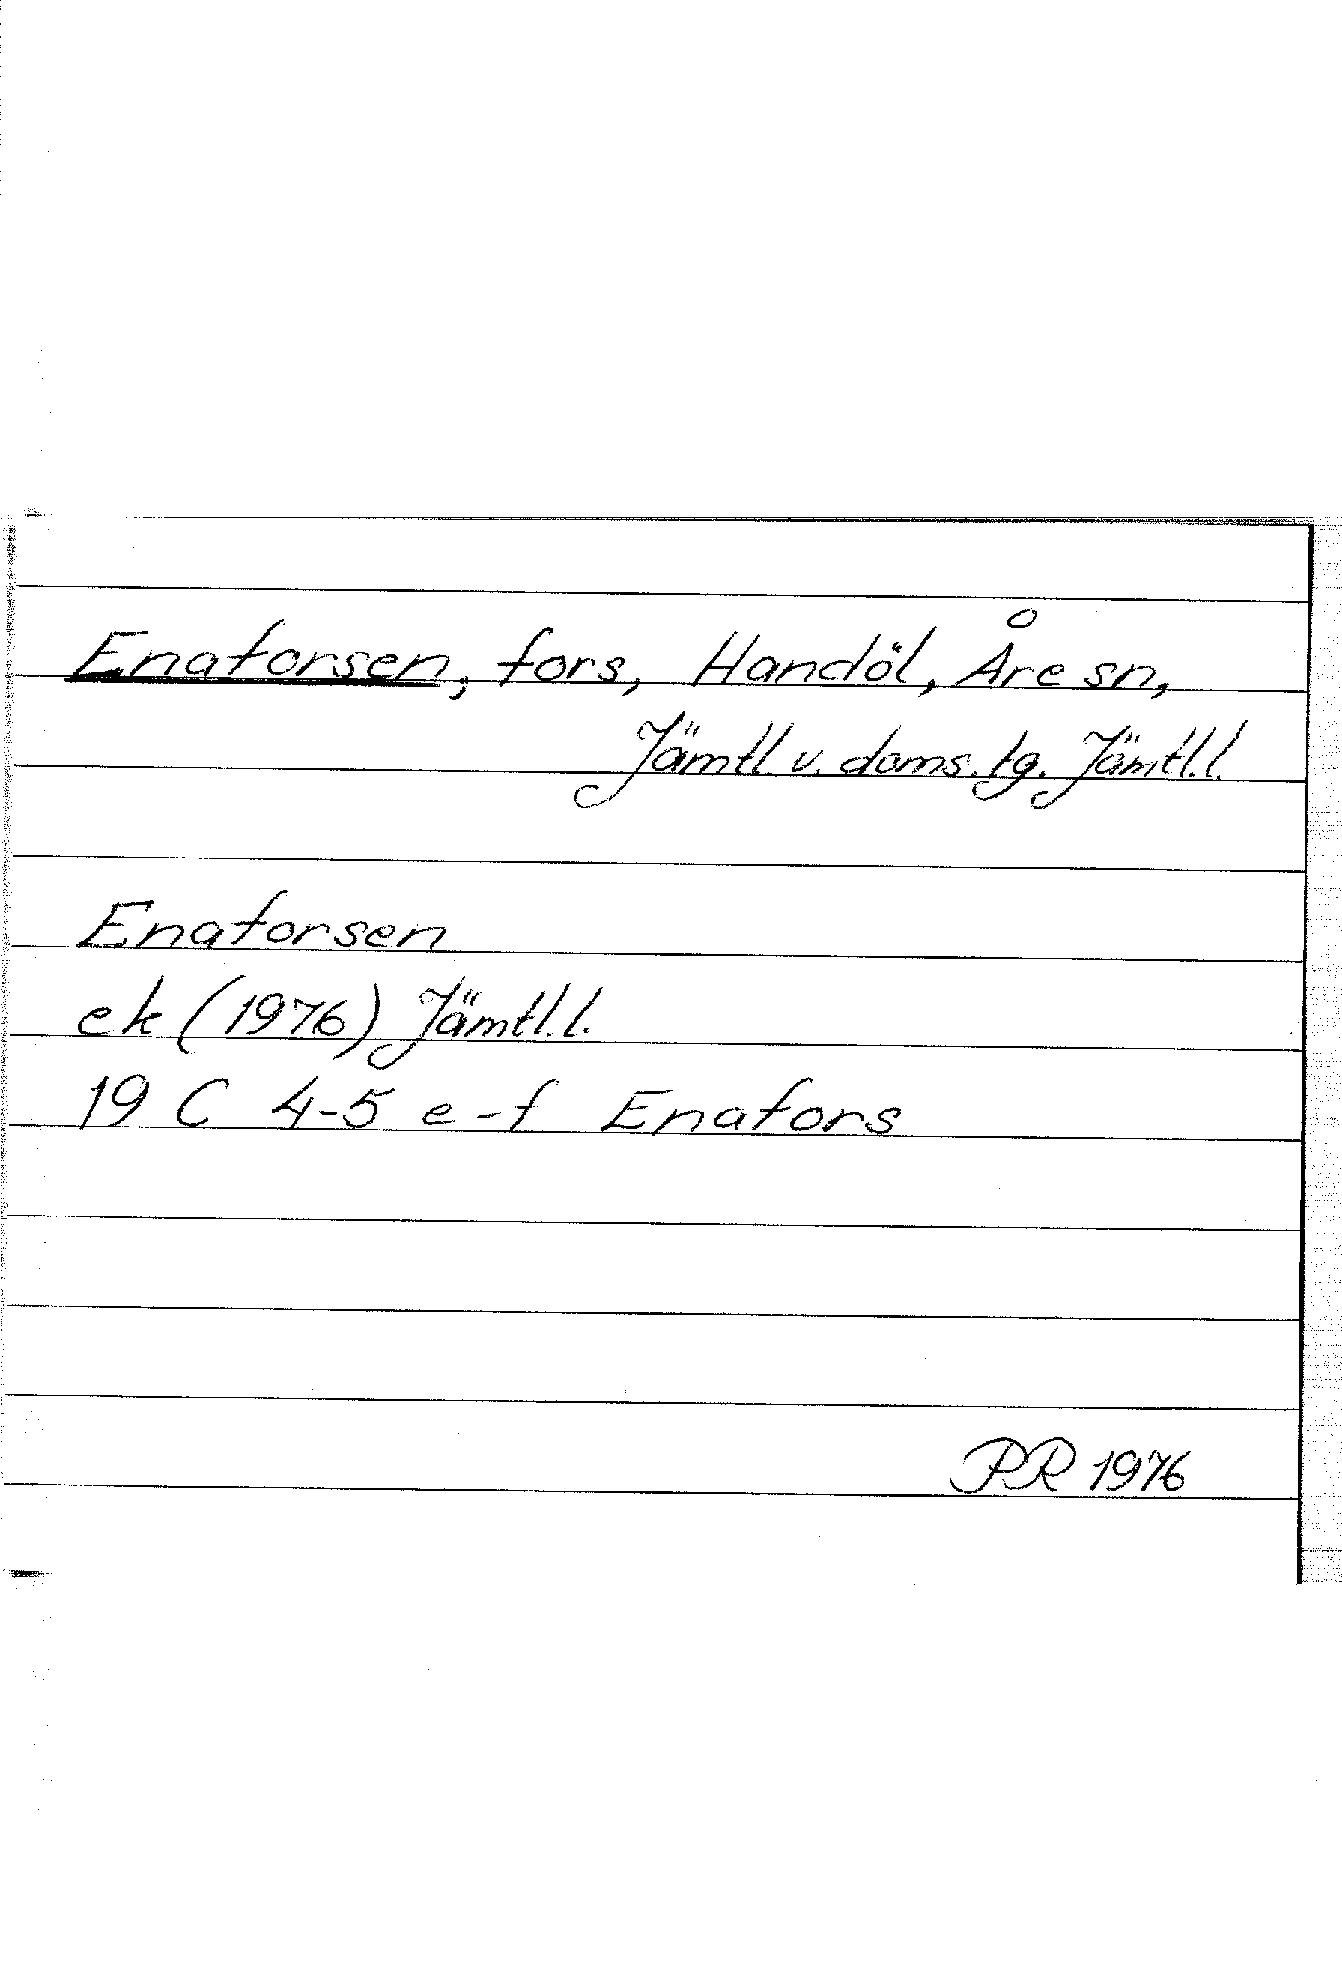 Enaforsen, fors, Handöl, Åre sn,
Jämtl v. doms. tg. Jämtl. l.
Enaforsen
ek (1976) Jämtl. l.
19 C 4-5 e-f Enafors
PR 1976